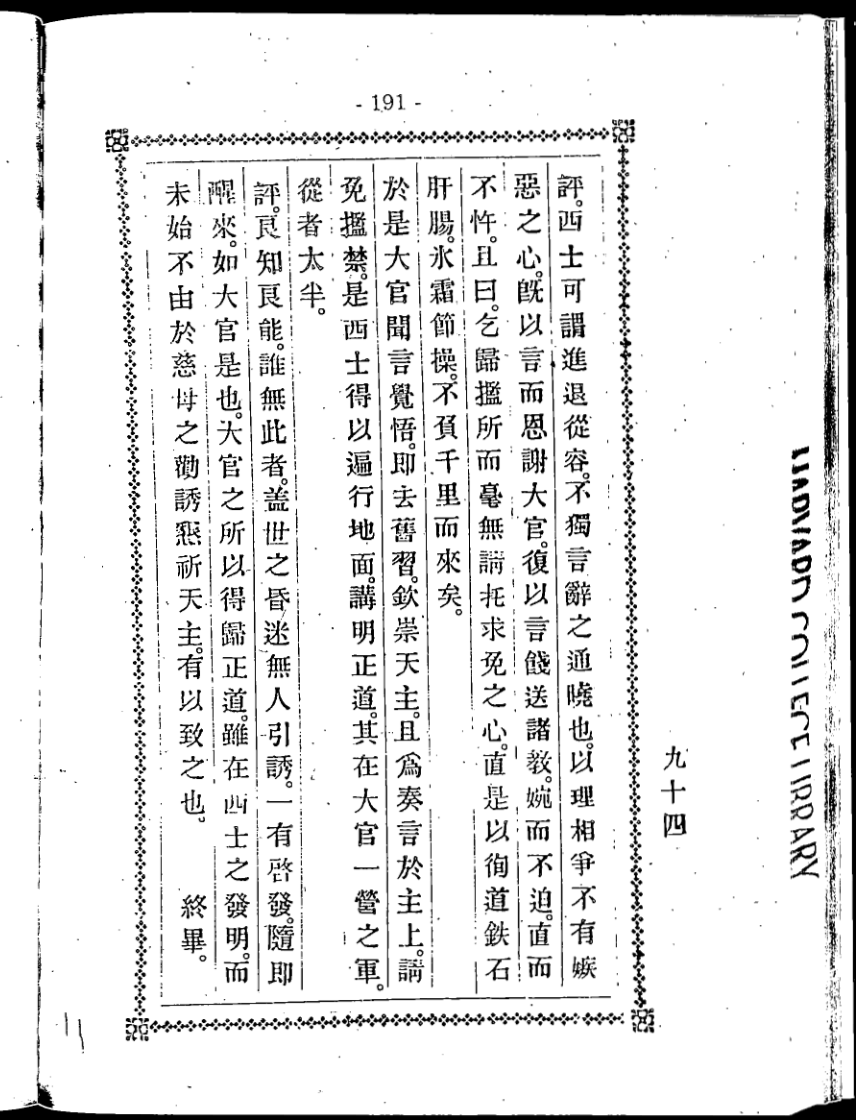 - 191 -
九十四
評。西士可謂進退從容。不獨言辭之通曉也。以理相爭不有嫉
惡之心。旣以言而恩謝大官。復以言餞送諸敎。婉而不迫。直而
不忤。且曰。乞歸搵所而毫無請托求免之心。直是以徇道鉄石
肝腸。氷霜節操。不負千里而來矣。
於是大官聞言覺悟。即去舊習。欽崇天主。且爲奏言於主上。請
免搵禁。是西士得以遍行地面。講明正道。其在大官一營之軍。
從者太半。
評。良知良能。誰無此者。盖世之昏迷無人引誘。一有啓發。隨即
醒來。如大官是也。大官之所以得歸正道。雖在西士之發明。而
未始不由於慈母之勸誘懇祈天主。有以致之也。 終畢。
HARVARD COLLEGE LIBRARY